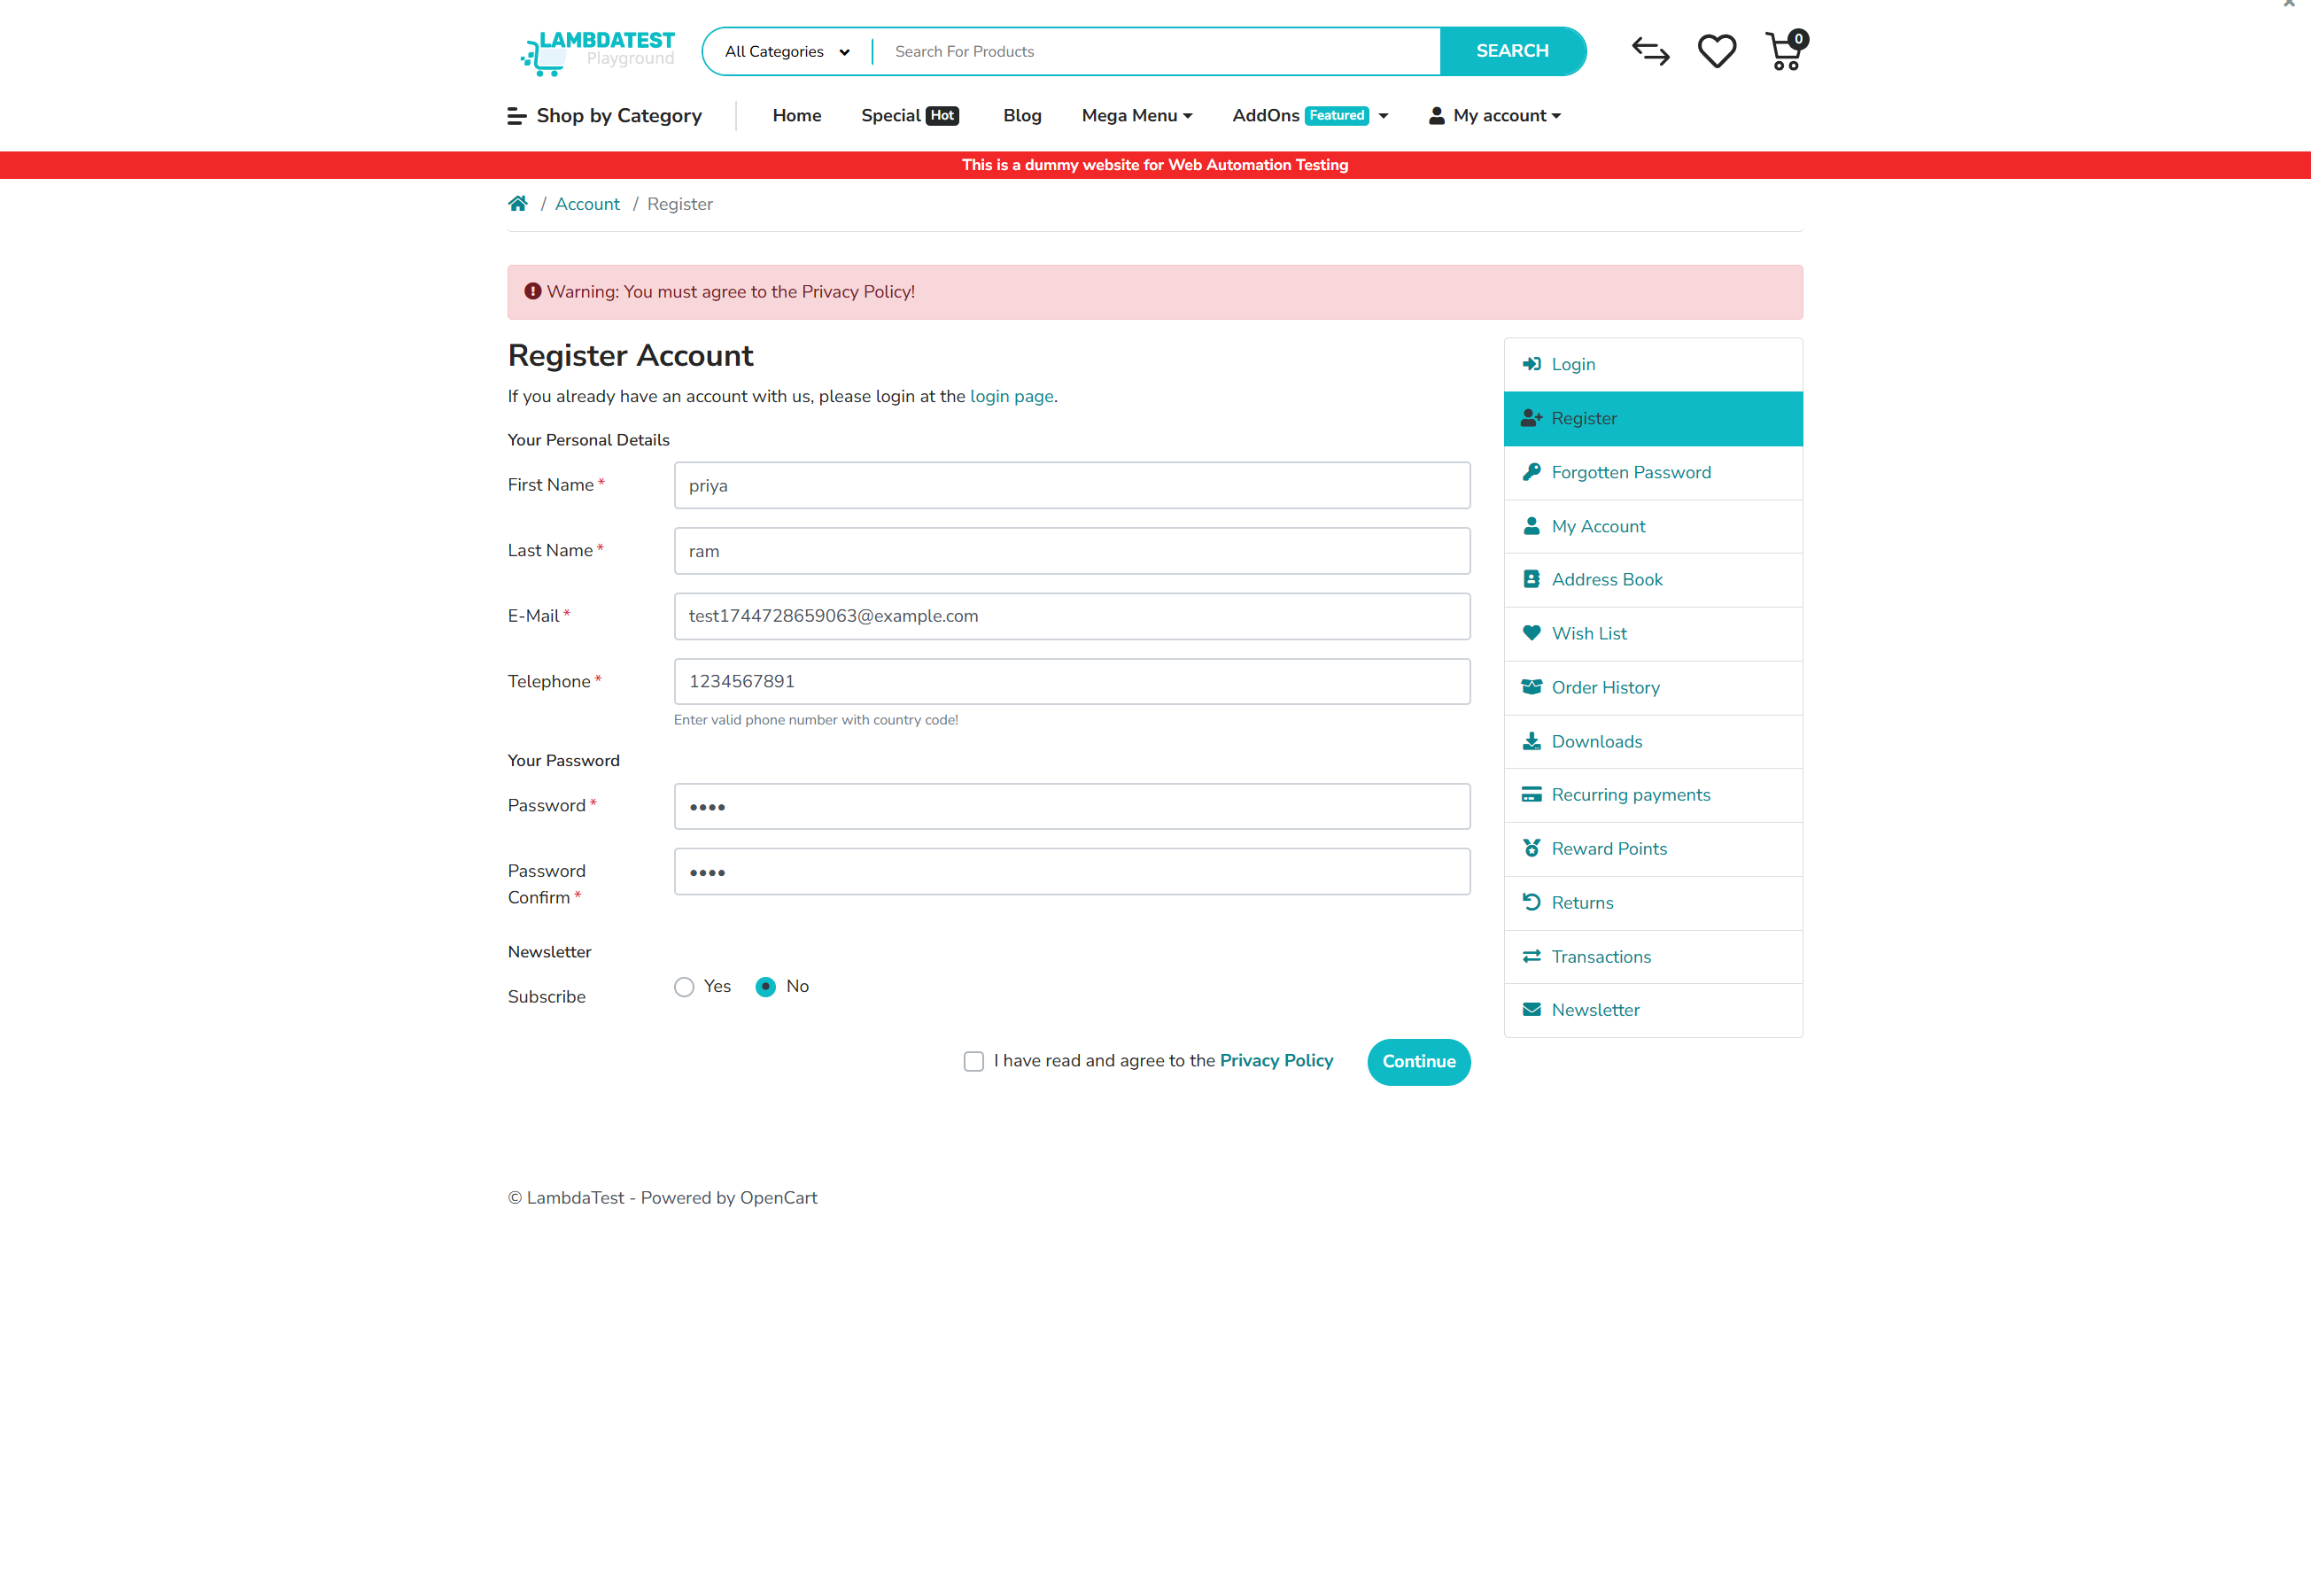 LAMBDATEST
Playground
All Categories
Search For Products
SEARCH
0
Shop by Category
Home
Special Hot
Blog
Mega Menu
AddOns Featured
My account
This is a dummy website for Web Automation Testing
/ Account / Register
Warning: You must agree to the Privacy Policy!
Register Account
If you already have an account with us, please login at the login page.
Your Personal Details
First Name *
priya
Last Name *
ram
E-Mail *
test1744728659063@example.com
Telephone *
1234567891
Enter valid phone number with country code!
Your Password
Password *
••••
Password
Confirm *
••••
Newsletter
Subscribe
Yes
No
I have read and agree to the Privacy Policy
Continue
Login
Register
Forgotten Password
My Account
Address Book
Wish List
Order History
Downloads
Recurring payments
Reward Points
Returns
Transactions
Newsletter
© LambdaTest - Powered by OpenCart